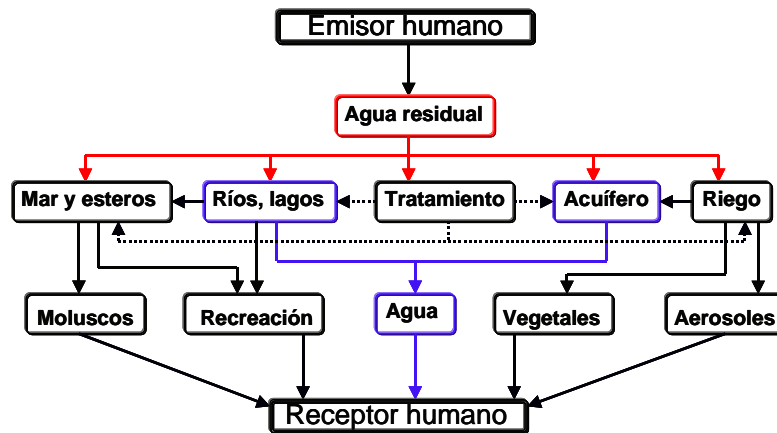 Emisor humano
Agua residual
Mar y esteros
Ríos, lagos
Tratamiento
Acuífero
Riego
Moluscos
Recreación
Agua
Vegetales
Aerosoles
Receptor humano